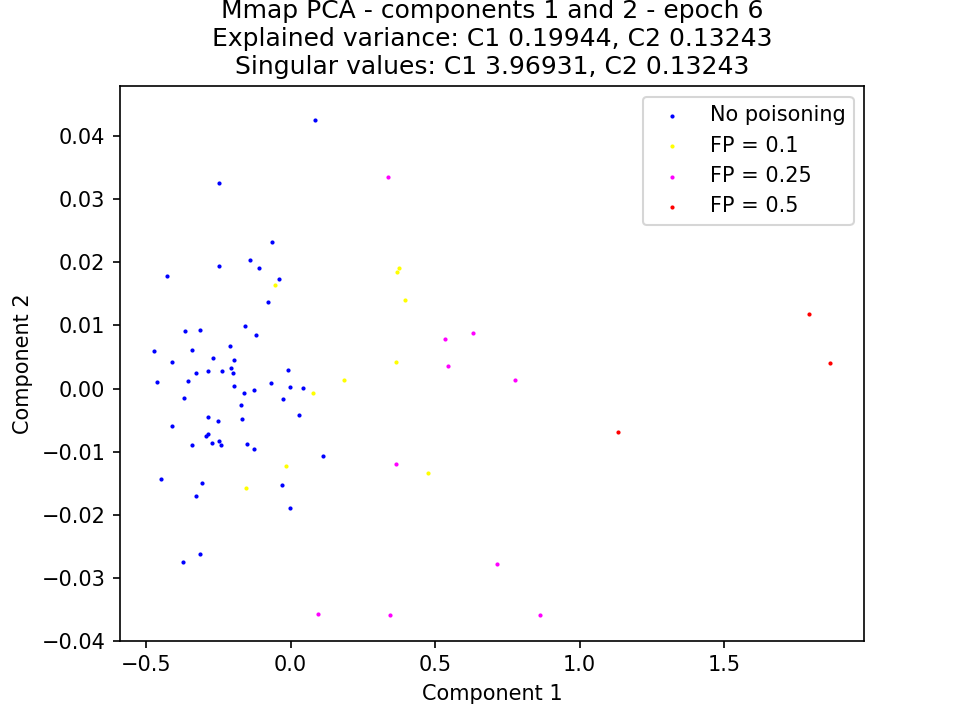 Mmap PCA - components 1 and 2 - epoch 6
Explained variance: C1 0.19944, C2 0.13243
Singular values: C1 3.96931, C2 0.13243
No poisoning
FP = 0.1
FP = 0.25
FP = 0.5
0.04
0.03
0.02
0.01
0.00
−0.01
−0.02
−0.03
−0.04
Component 2
−0.5
0.0
0.5
1.0
1.5
Component 1